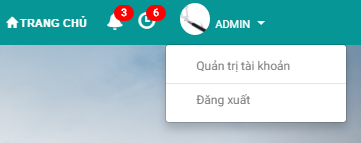 TRANG CHỦ 3 6 ADMIN
Quản trị tài khoản
Đăng xuất